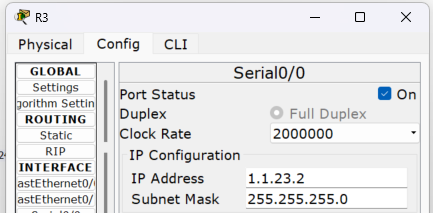 R3
Physical Config CLI
GLOBAL
Settings
gorithm Settin
ROUTING
Static
RIP
INTERFACE
astEthernet0/0
astEthernet0/
Serial0/0
Port Status
On
Duplex
Full Duplex
Clock Rate
2000000
IP Configuration
IP Address
1.1.23.2
Subnet Mask
255.255.255.0